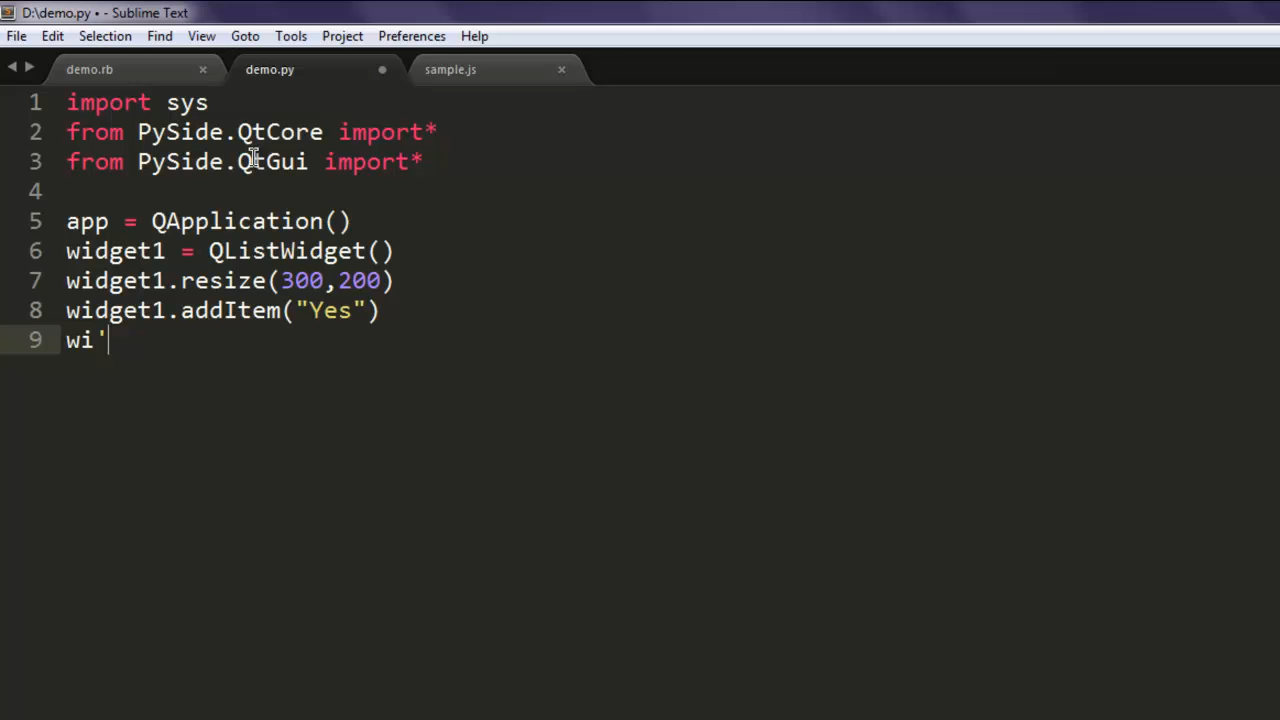 D:\demo.py • - Sublime Text
File Edit Selection Find View Goto Tools Project Preferences Help
demo.rb × demo.py sample.js ×
1 import sys
2 from PySide.QtCore import*
3 from PySide.QtGui import*
4
5 app = QApplication()
6 widget1 = QListWidget()
7 widget1.resize(300,200)
8 widget1.addItem("Yes")
9 wi'